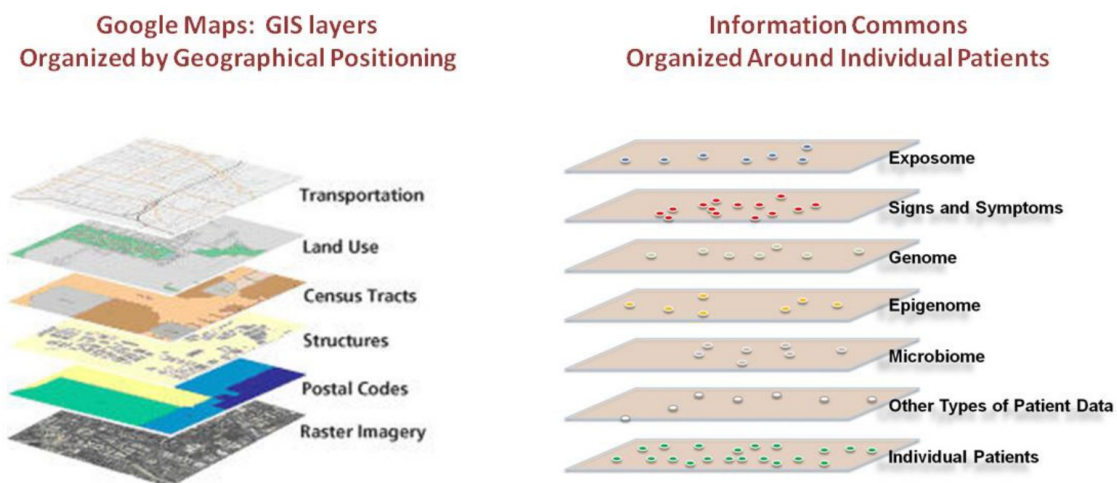 Google Maps:  GIS layers
Organized by Geographical Positioning
Transportation
Land Use
Census Tracts
Structures
Postal Codes
Raster Imagery
Information Commons
Organized Around Individual Patients
Exposome
Signs and Symptoms
Genome
Epigenome
Microbiome
Other Types of Patient Data
Individual Patients